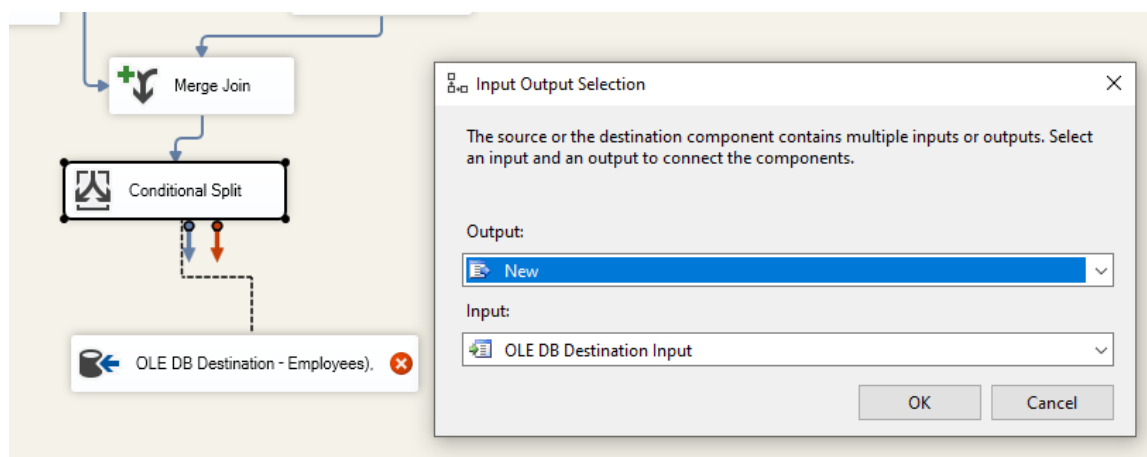 Merge Join
Conditional Split
OLE DB Destination - Employees),
Input Output Selection
The source or the destination component contains multiple inputs or outputs. Select
an input and an output to connect the components.
Output:
New
Input:
OLE DB Destination Input
OK
Cancel